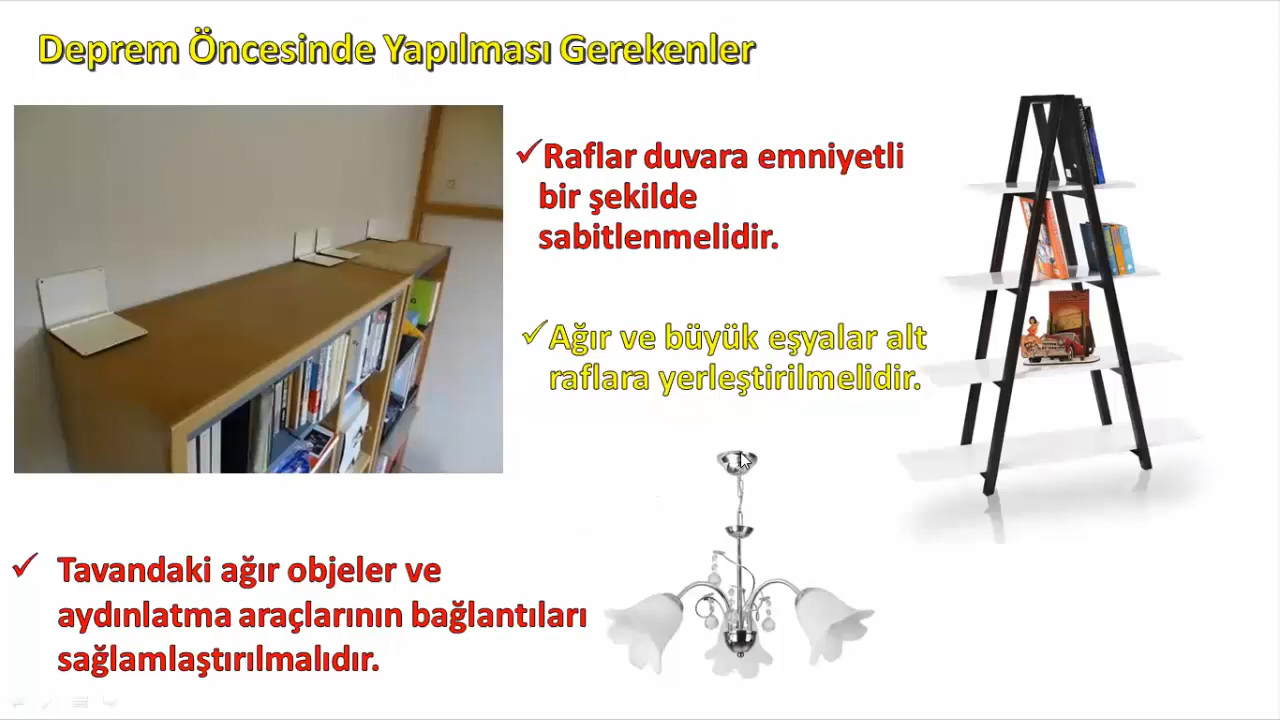 Deprem Öncesinde Yapılması Gerekenler
✓Raflar duvara emniyetli
bir şekilde
sabitlenmelidir.
✓Ağır ve büyük eşyalar alt
raflara yerleştirilmelidir.
✓ Tavandaki ağır objeler ve
aydınlatma araçlarının bağlantıları
sağlamlaştırılmalıdır.